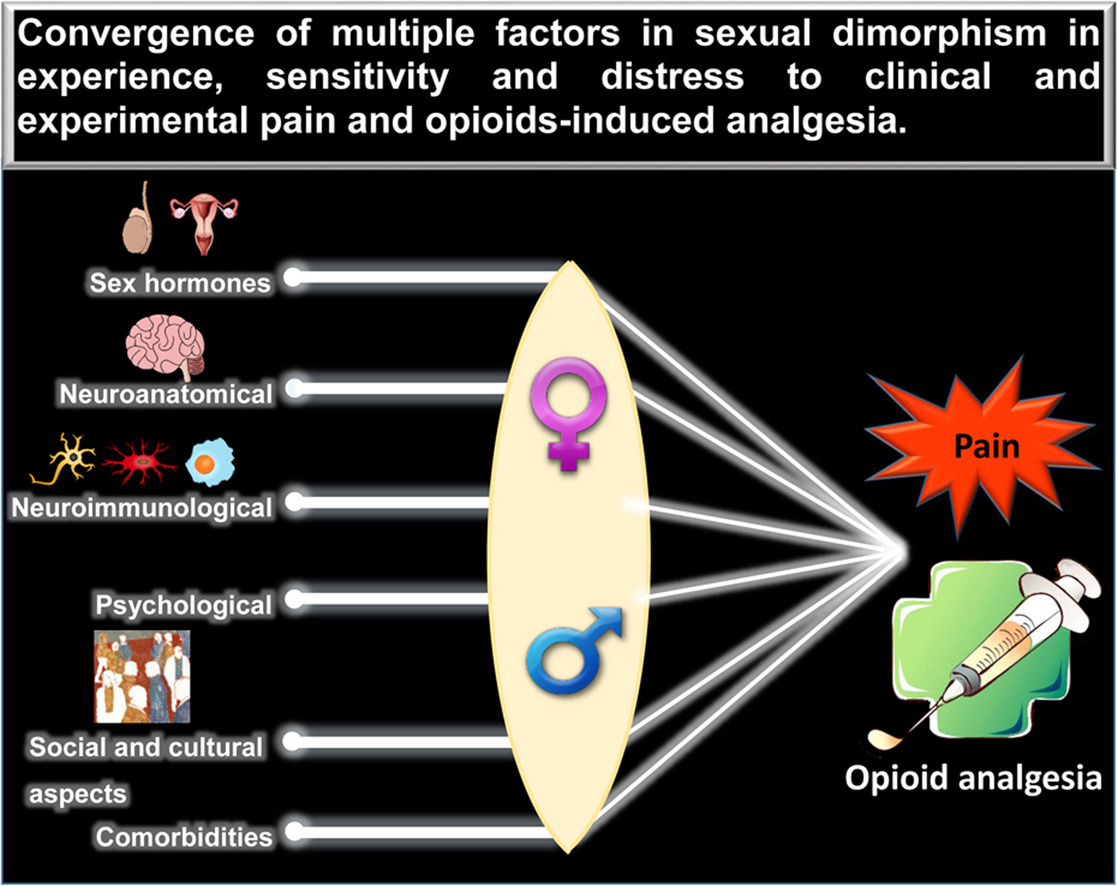 Convergence of multiple factors in sexual dimorphism in
experience, sensitivity and distress to clinical and
experimental pain and opioids-induced analgesia.
Sex hormones
Neuroanatomical
Neuroimmunological
Psychological
Social and cultural
aspects
Comorbidities
Pain
Opioid analgesia